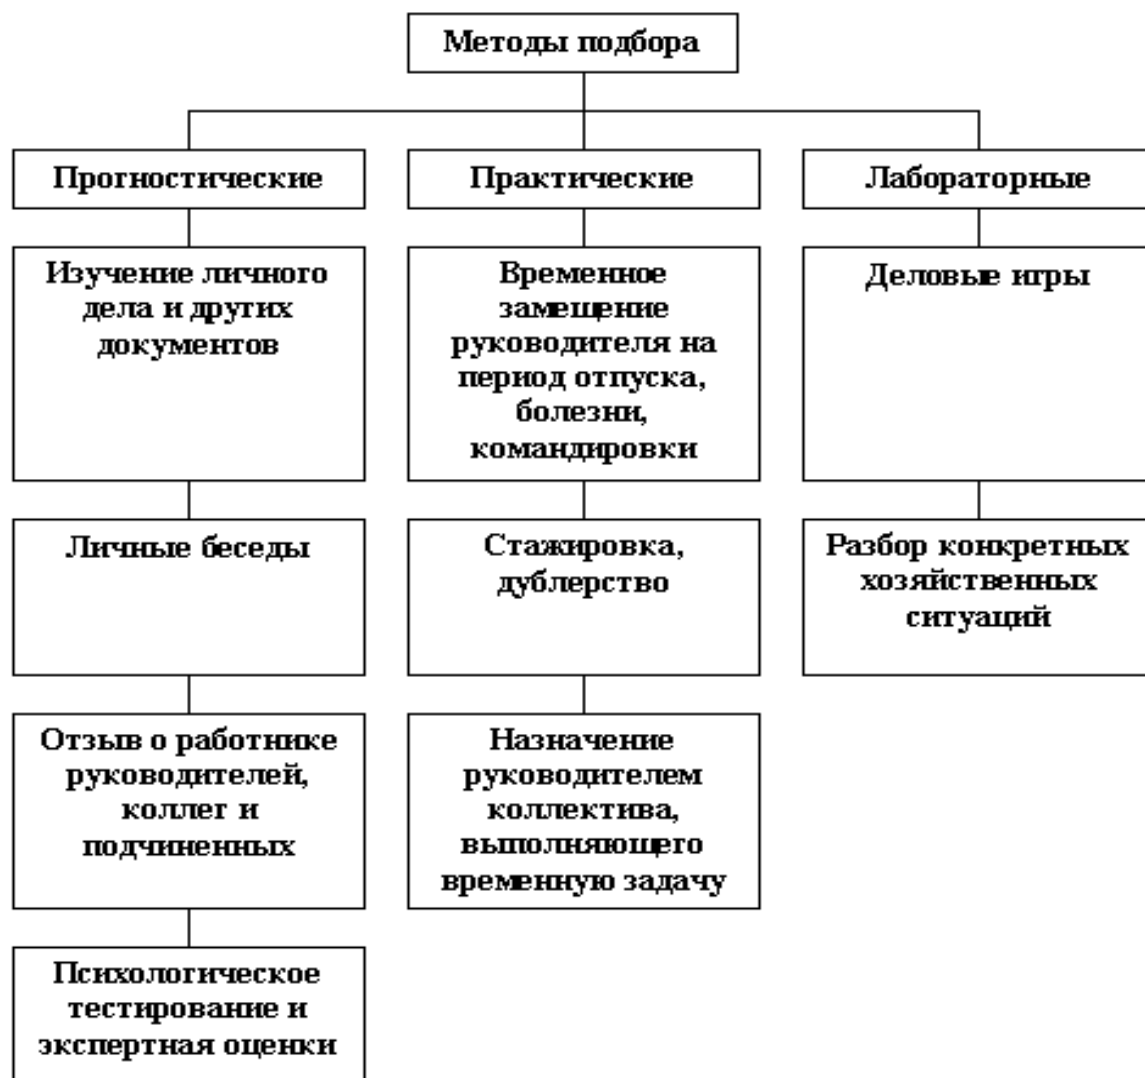 Методы подбора
Прогностические
Практические
Лабораторные
Изучение личного
дела и других
документов
Временное
замещение
руководителя на
период отпуска,
болезни,
командировки
Деловые игры
Личные беседы
Стажировка,
дублерство
Разбор конкретных
хозяйственных
ситуаций
Отзыв о работнике
руководителей,
коллег и
подчиненных
Назначение
руководителем
коллектива,
выполняющего
временную задачу
Психологическое
тестирование и
экспертная оценки